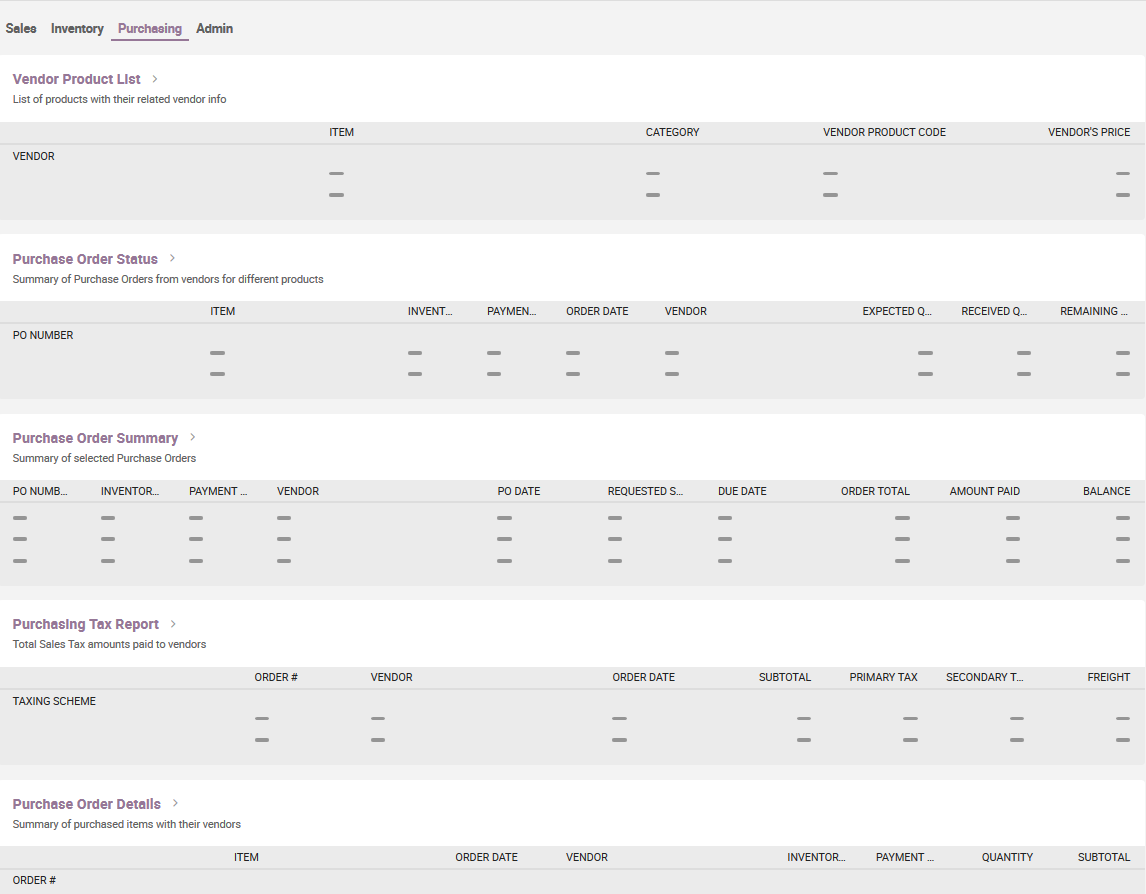 Sales Inventory Purchasing Admin
Vendor Product List
List of products with their related vendor info
ITEM CATEGORY VENDOR PRODUCT CODE VENDOR'S PRICE
VENDOR
Purchase Order Status
Summary of Purchase Orders from vendors for different products
ITEM INVENT... PAYMEN... ORDER DATE VENDOR EXPECTED Q... RECEIVED Q... REMAINING ...
PO NUMBER
Purchase Order Summary
Summary of selected Purchase Orders
PO NUMB... INVENTOR... PAYMENT ... VENDOR PO DATE REQUESTED S... DUE DATE ORDER TOTAL AMOUNT PAID BALANCE
Purchasing Tax Report
Total Sales Tax amounts paid to vendors
ORDER # VENDOR ORDER DATE SUBTOTAL PRIMARY TAX SECONDARY T... FREIGHT
TAXING SCHEME
Purchase Order Details
Summary of purchased items with their vendors
ITEM ORDER DATE VENDOR INVENTOR... PAYMENT ... QUANTITY SUBTOTAL
ORDER #